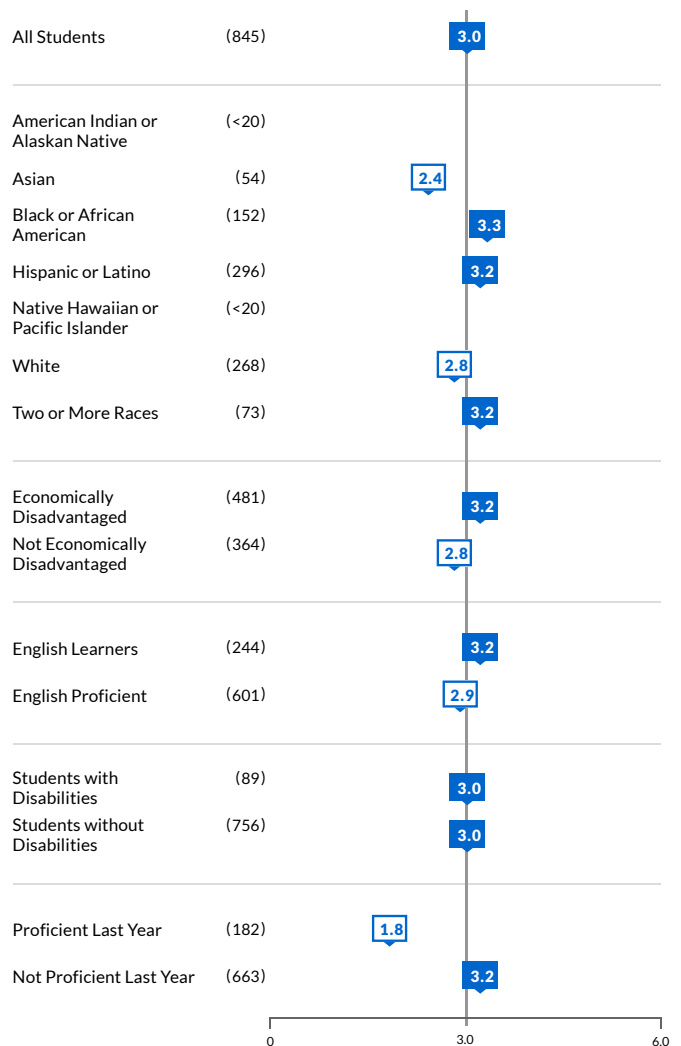 All Students (845) 3.0
American Indian or (<20)
Alaskan Native
Asian (54) 2.4
Black or African (152) 3.3
American
Hispanic or Latino (296) 3.2
Native Hawaiian or (<20)
Pacific Islander
White (268) 2.8
Two or More Races (73) 3.2
Economically (481) 3.2
Disadvantaged
Not Economically (364) 2.8
Disadvantaged
English Learners (244) 3.2
English Proficient (601) 2.9
Students with (89) 3.0
Disabilities
Students without (756) 3.0
Disabilities
Proficient Last Year (182) 1.8
Not Proficient Last Year (663) 3.2
0 3.0 6.0